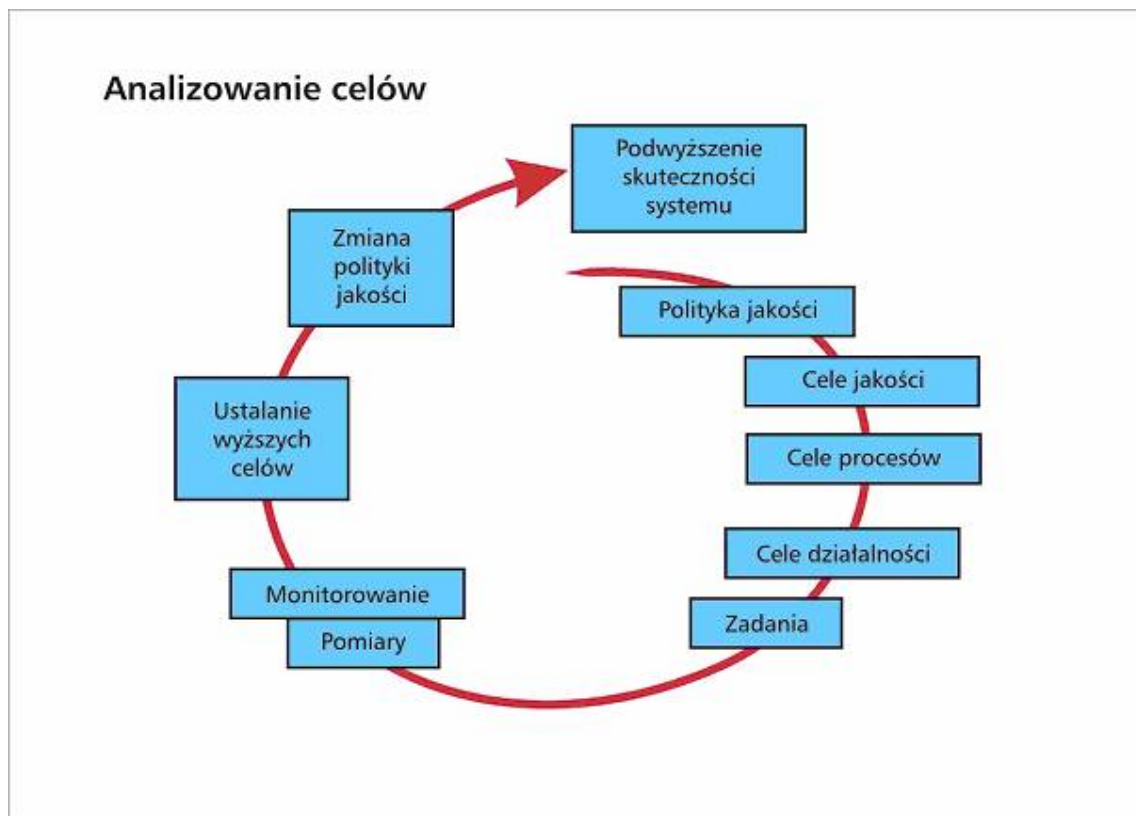 Analizowanie celów
Podwyższenie
skuteczności
systemu
Zmiana
polityki
jakości
Polityka jakości
Cele jakości
Ustalanie
wyższych
celów
Cele procesów
Cele działalności
Monitorowanie
Zadania
Pomiary